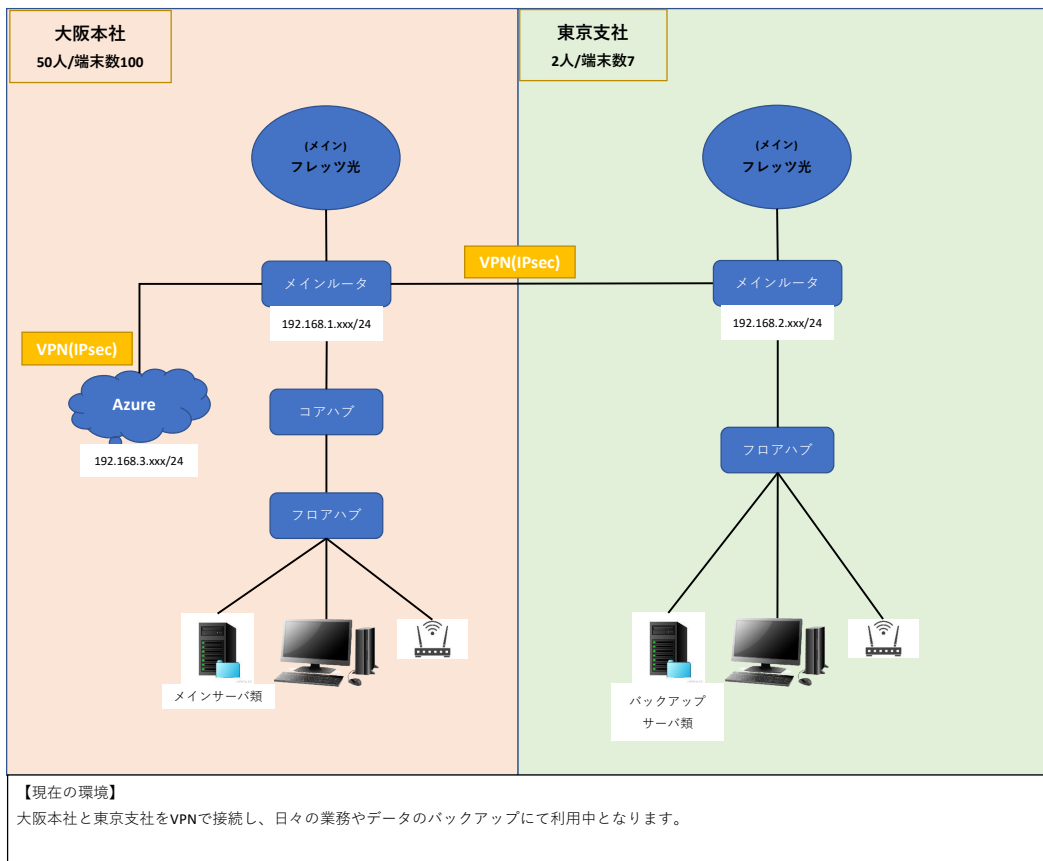 大阪本社
50人/端末数100
東京支社
2人/端末数7
(メイン)
フレッツ光
(メイン)
フレッツ光
VPN(IPsec)
メインルータ
メインルータ
192.168.1.xxx/24
192.168.2.xxx/24
VPN(IPsec)
Azure
コアハブ
192.168.3.xxx/24
フロアハブ
フロアハブ
メインサーバ類
バックアップ
サーバ類
【現在の環境】
大阪本社と東京支社をVPNで接続し、日々の業務やデータのバックアップにて利用中となります。